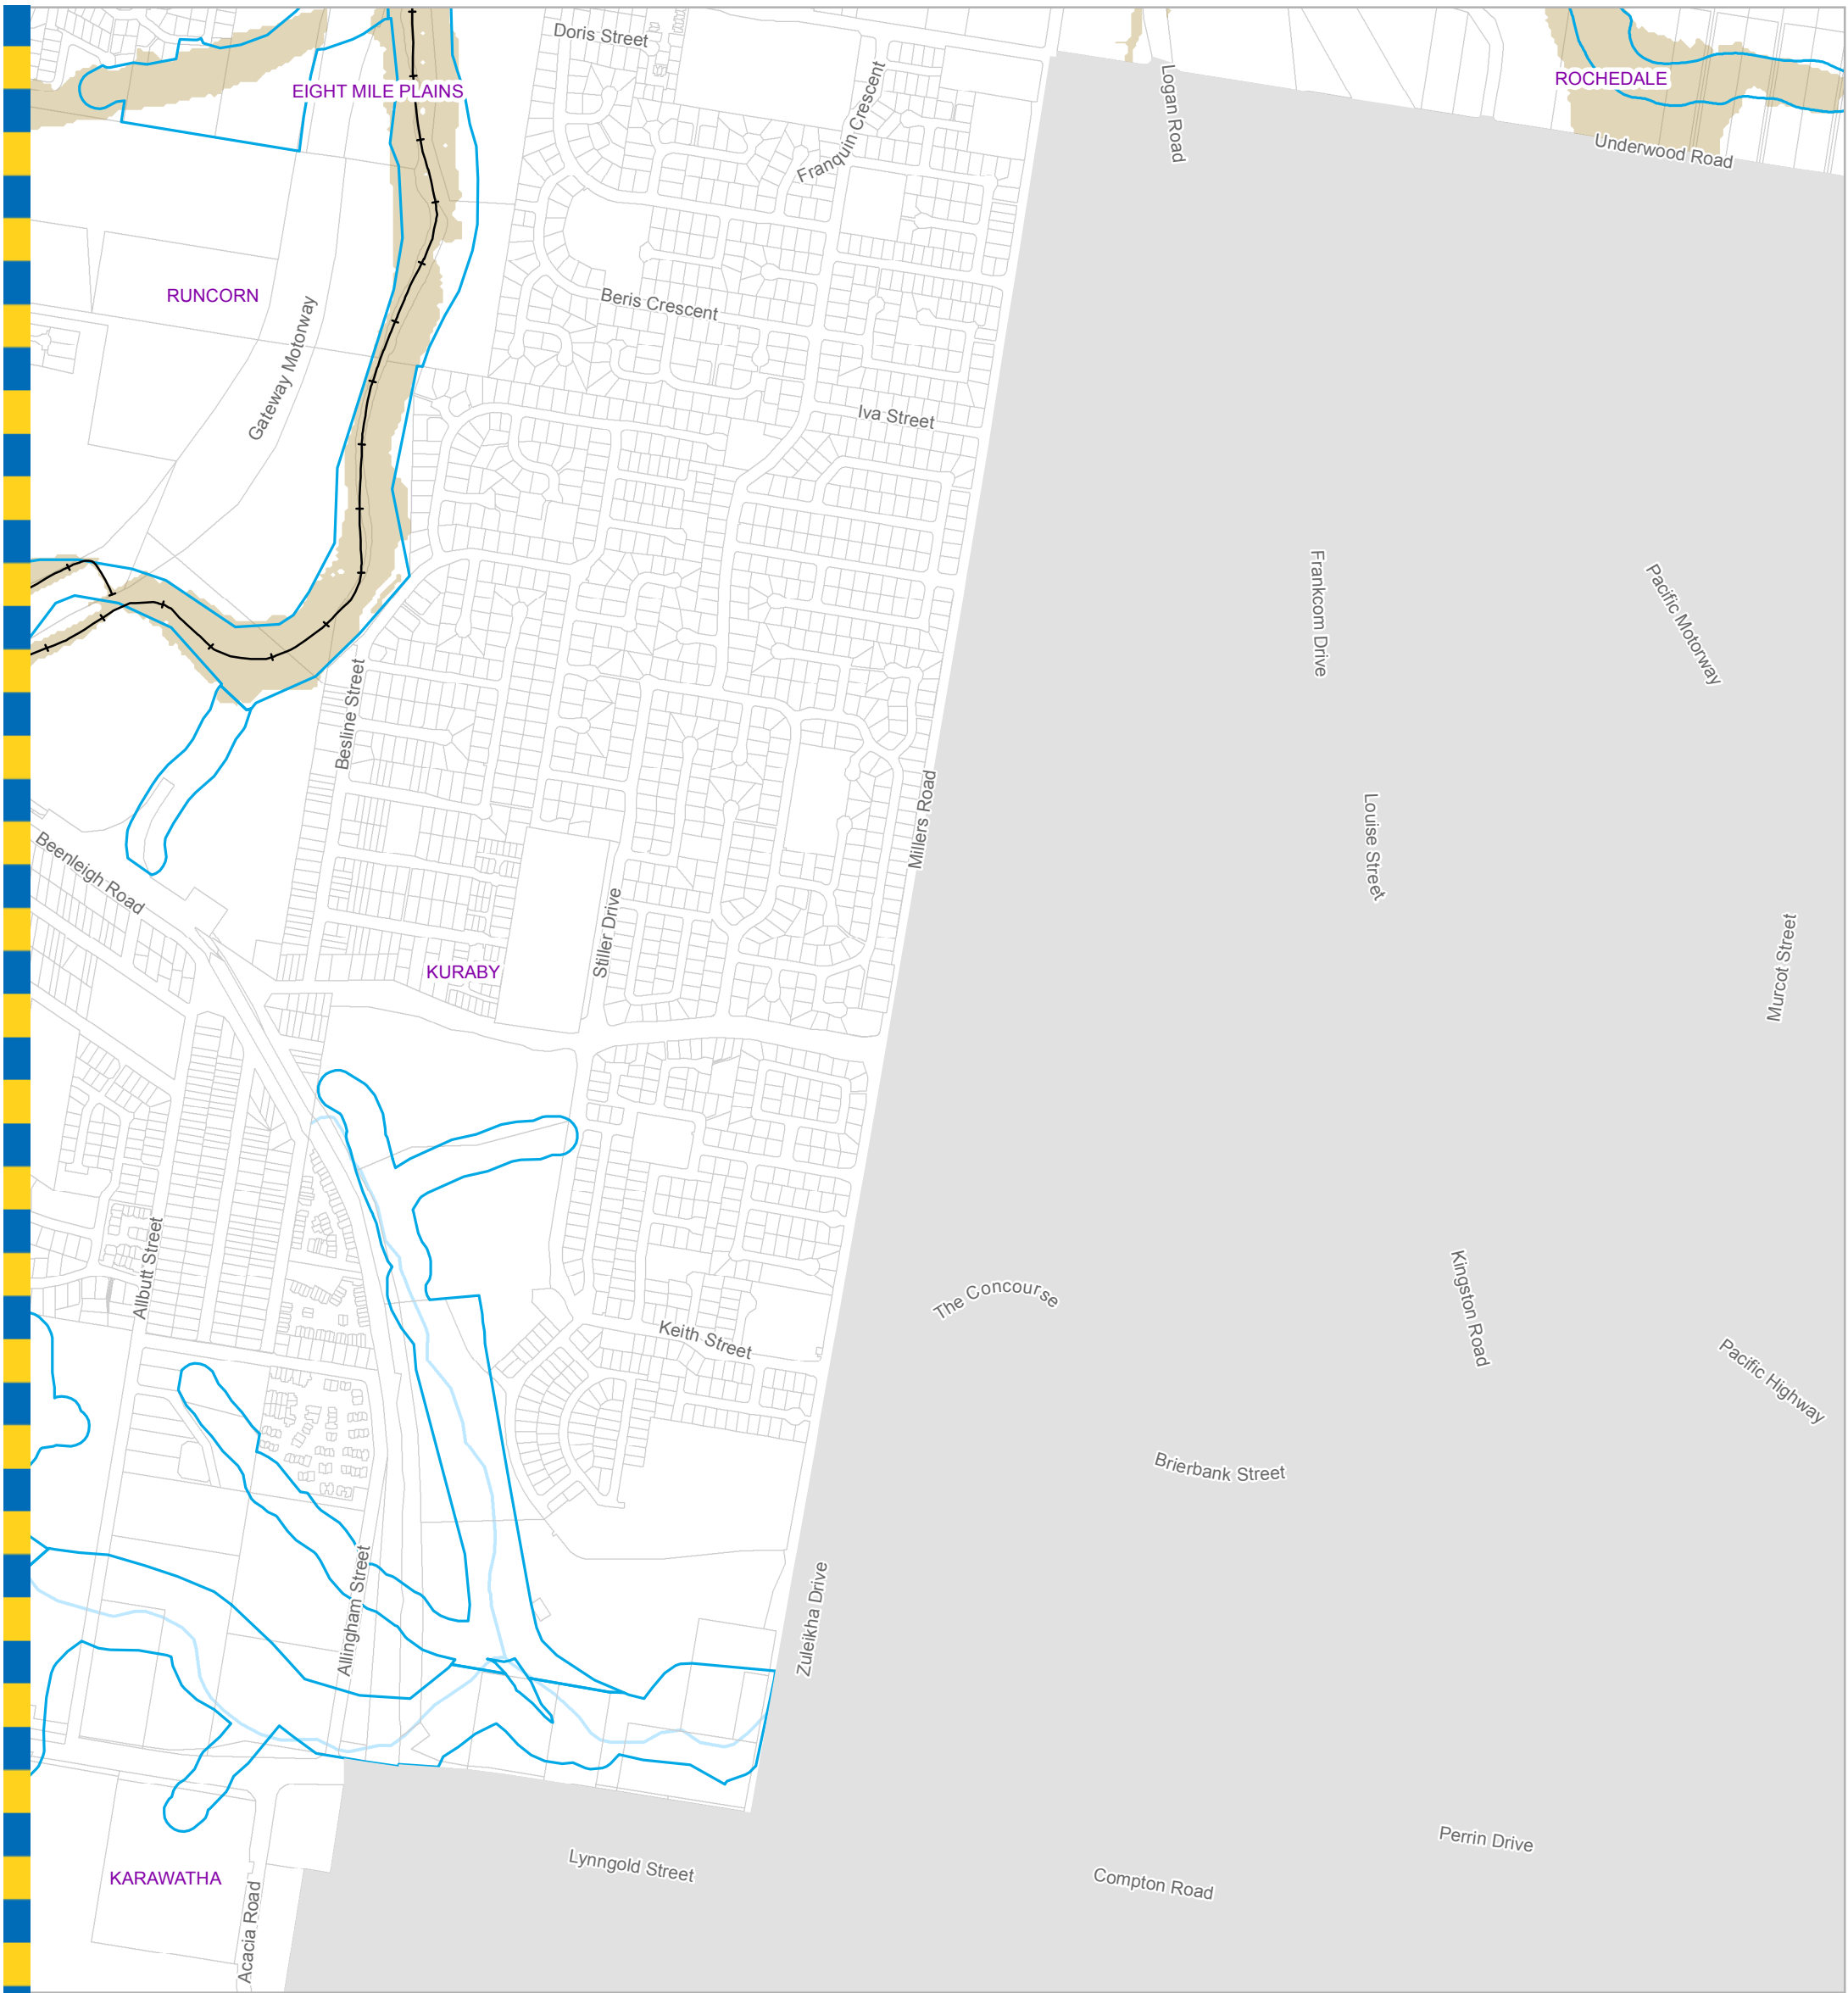 Doris Street
EIGHT MILE PLAINS
Franquin Crescent
Logan Road
ROCHEDALE
Underwood Road
RUNCORN
Gateway Motorway
Beris Crescent
Iva Street
Frankcom Drive
Pacific Motorway
Besline Street
Millers Road
Louise Street
Beenleigh Road
Stiller Drive
KURABY
Murcot Street
Allbutt Street
The Concourse
Keith Street
Kingston Road
Pacific Highway
Brierbank Street
Allingham Street
Zuleikha Drive
Lynngold Street
Compton Road
Perrin Drive
KARAWATHA
Acacia Road